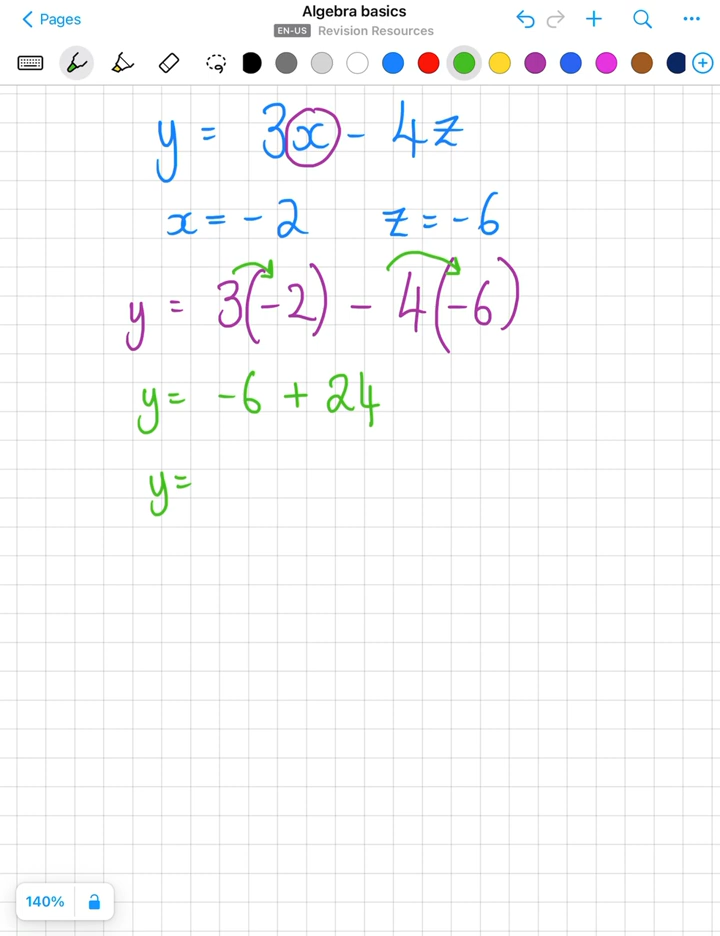 Pages
Algebra basics
EN-US Revision Resources
y = 3x - 4z
x = -2 z = -6
y = 3(-2) - 4(-6)
y = -6 + 24
y =
140%